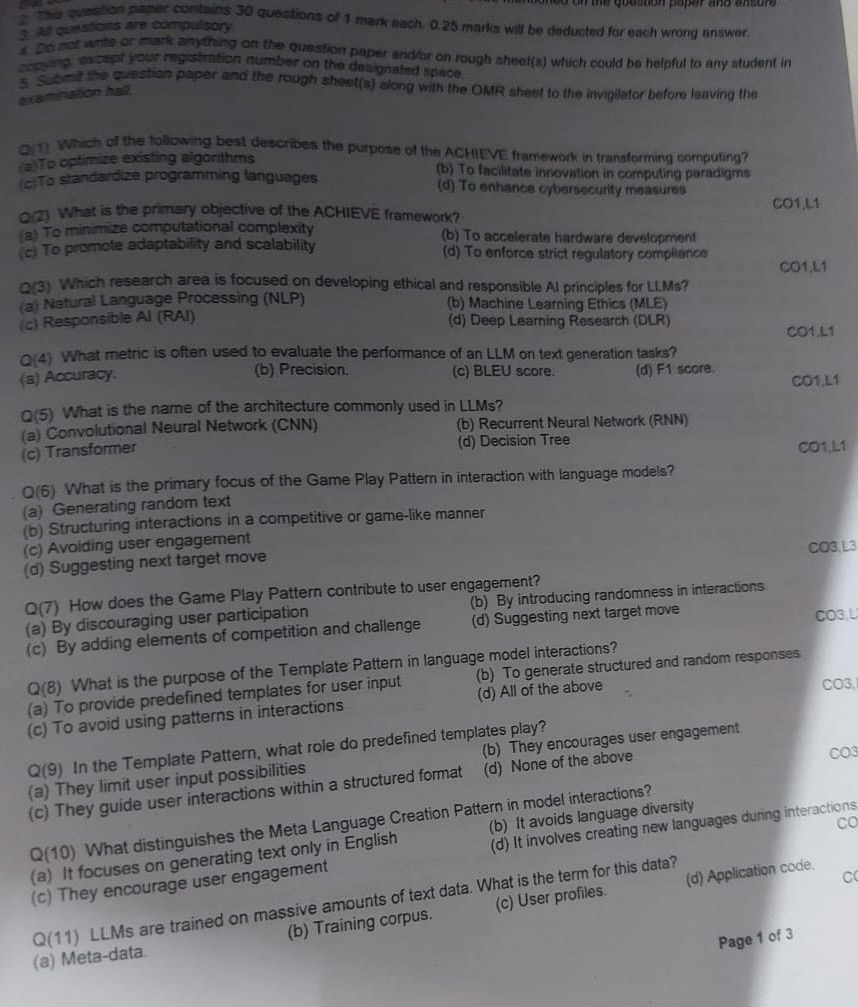 question paper and ensure
2. This question paper contains 30 questions of 1 mark each. 0.25 marks will be deducted for each wrong answer.
3. All questions are compulsory.
4. Do not write or mark anything on the question paper and/or on rough sheet(s) which could be helpful to any student in
copying, except your registration number on the designated space.
5. Submit the question paper and the rough sheet(s) along with the OMR sheet to the invigilator before leaving the
examination hall.
Q(1) Which of the following best describes the purpose of the ACHIEVE framework in transforming computing?
(a)To optimize existing algorithms (b) To facilitate innovation in computing paradigms
(c)To standardize programming languages (d) To enhance cybersecurity measures
CO1,L1
Q(2) What is the primary objective of the ACHIEVE framework?
(a) To minimize computational complexity (b) To accelerate hardware development
(c) To promote adaptability and scalability (d) To enforce strict regulatory compliance
CO1,L1
Q(3) Which research area is focused on developing ethical and responsible AI principles for LLMs?
(a) Natural Language Processing (NLP) (b) Machine Learning Ethics (MLE)
(c) Responsible AI (RAI) (d) Deep Learning Research (DLR)
CO1,L1
Q(4) What metric is often used to evaluate the performance of an LLM on text generation tasks?
(a) Accuracy. (b) Precision. (c) BLEU score. (d) F1 score.
CO1,L1
Q(5) What is the name of the architecture commonly used in LLMs?
(a) Convolutional Neural Network (CNN) (b) Recurrent Neural Network (RNN)
(c) Transformer (d) Decision Tree
CO1,L1
Q(6) What is the primary focus of the Game Play Pattern in interaction with language models?
(a) Generating random text
(b) Structuring interactions in a competitive or game-like manner
(c) Avoiding user engagement
(d) Suggesting next target move
CO3,L3
Q(7) How does the Game Play Pattern contribute to user engagement?
(a) By discouraging user participation (b) By introducing randomness in interactions
(c) By adding elements of competition and challenge (d) Suggesting next target move
CO3,L
Q(8) What is the purpose of the Template Pattern in language model interactions?
(a) To provide predefined templates for user input (b) To generate structured and random responses
(c) To avoid using patterns in interactions (d) All of the above
CO3,
Q(9) In the Template Pattern, what role do predefined templates play?
(a) They limit user input possibilities (b) They encourages user engagement
(c) They guide user interactions within a structured format (d) None of the above
CO3
Q(10) What distinguishes the Meta Language Creation Pattern in model interactions?
(a) It focuses on generating text only in English (b) It avoids language diversity
(c) They encourage user engagement (d) It involves creating new languages during interactions
CO
Q(11) LLMs are trained on massive amounts of text data. What is the term for this data?
(a) Meta-data. (b) Training corpus. (c) User profiles. (d) Application code.
CO
Page 1 of 3